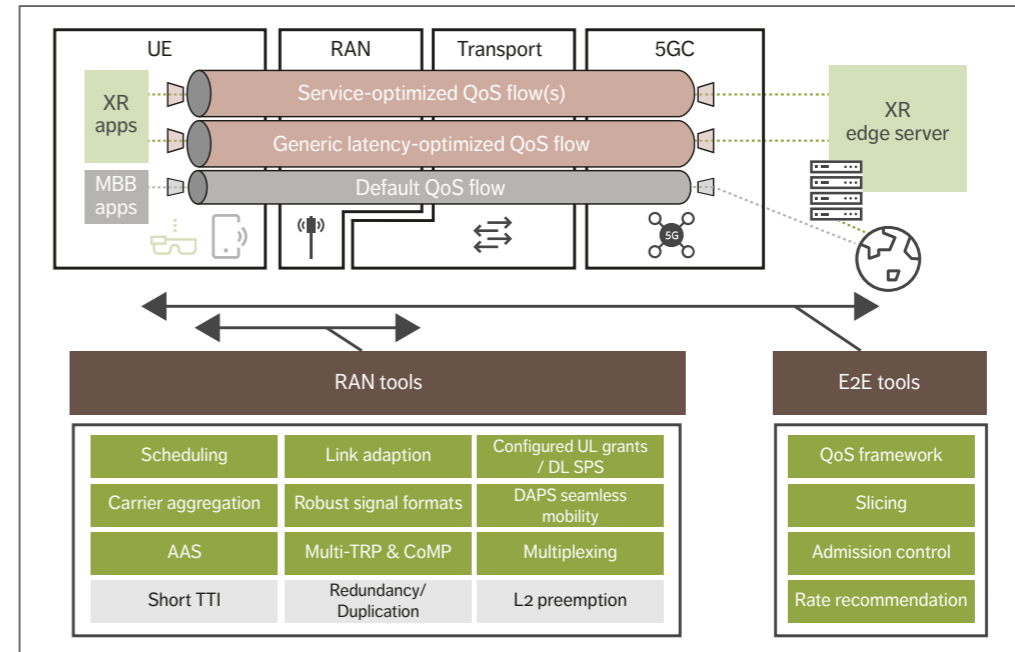 UE
RAN
Transport
5GC
XR
apps
Service-optimized QoS flow(s)
XR
edge server
Generic latency-optimized QoS flow
MBB
apps
Default QoS flow
5G
RAN tools
E2E tools
Scheduling
Link adaption
Configured UL grants
/ DL SPS
QoS framework
Carrier aggregation
Robust signal formats
DAPS seamless
mobility
Slicing
AAS
Multi-TRP & CoMP
Multiplexing
Admission control
Short TTI
Redundancy/
Duplication
L2 preemption
Rate recommendation